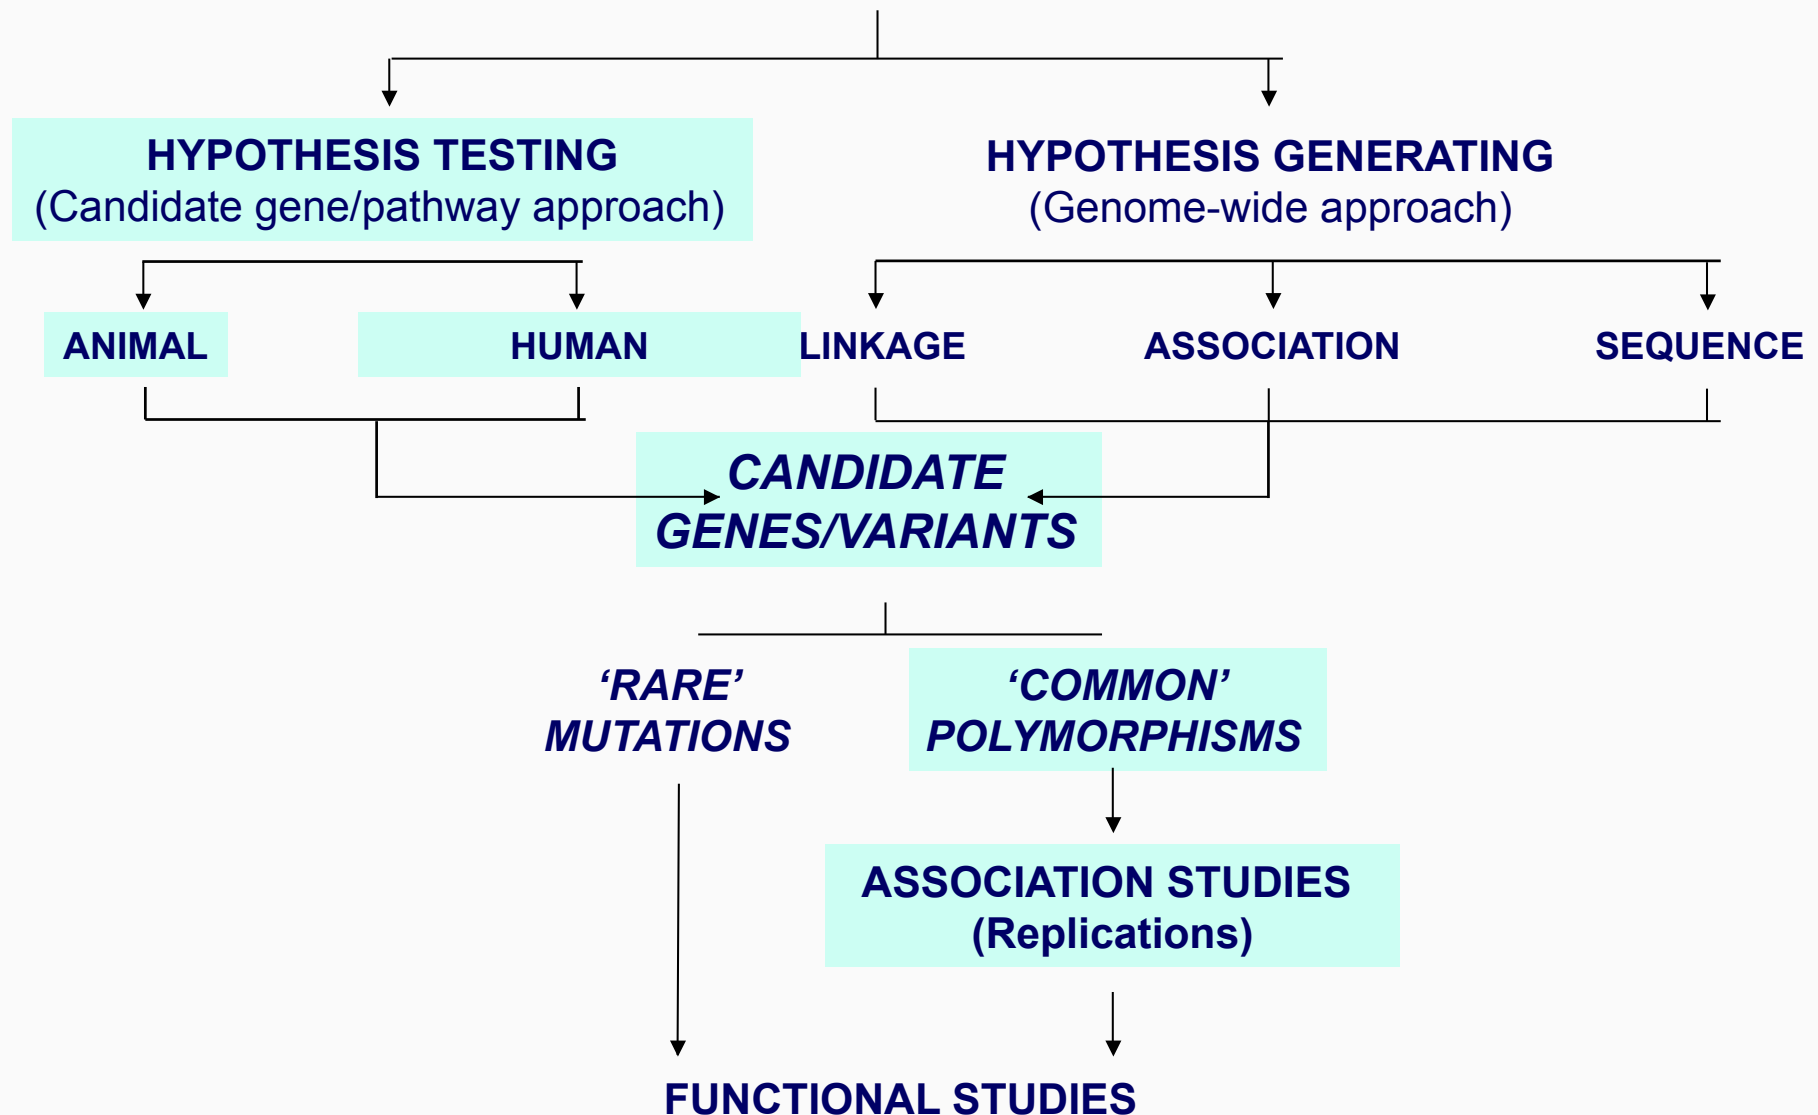 HYPOTHESIS TESTING
(Candidate gene/pathway approach)
HYPOTHESIS GENERATING
(Genome-wide approach)
ANIMAL
HUMAN
LINKAGE
ASSOCIATION
SEQUENCE
CANDIDATE
GENES/VARIANTS
‘RARE’
MUTATIONS
‘COMMON’
POLYMORPHISMS
ASSOCIATION STUDIES
(Replications)
FUNCTIONAL STUDIES